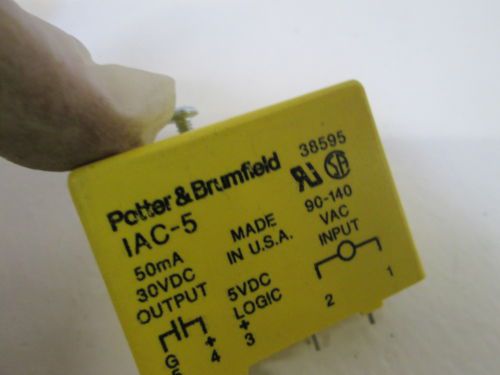 Potter & Brumfield
38595
IAC-5
90-140
VAC
INPUT
50mA
30VDC
OUTPUT
MADE
IN U.S.A.
5VDC
LOGIC
G + +
5 4 3 2 1